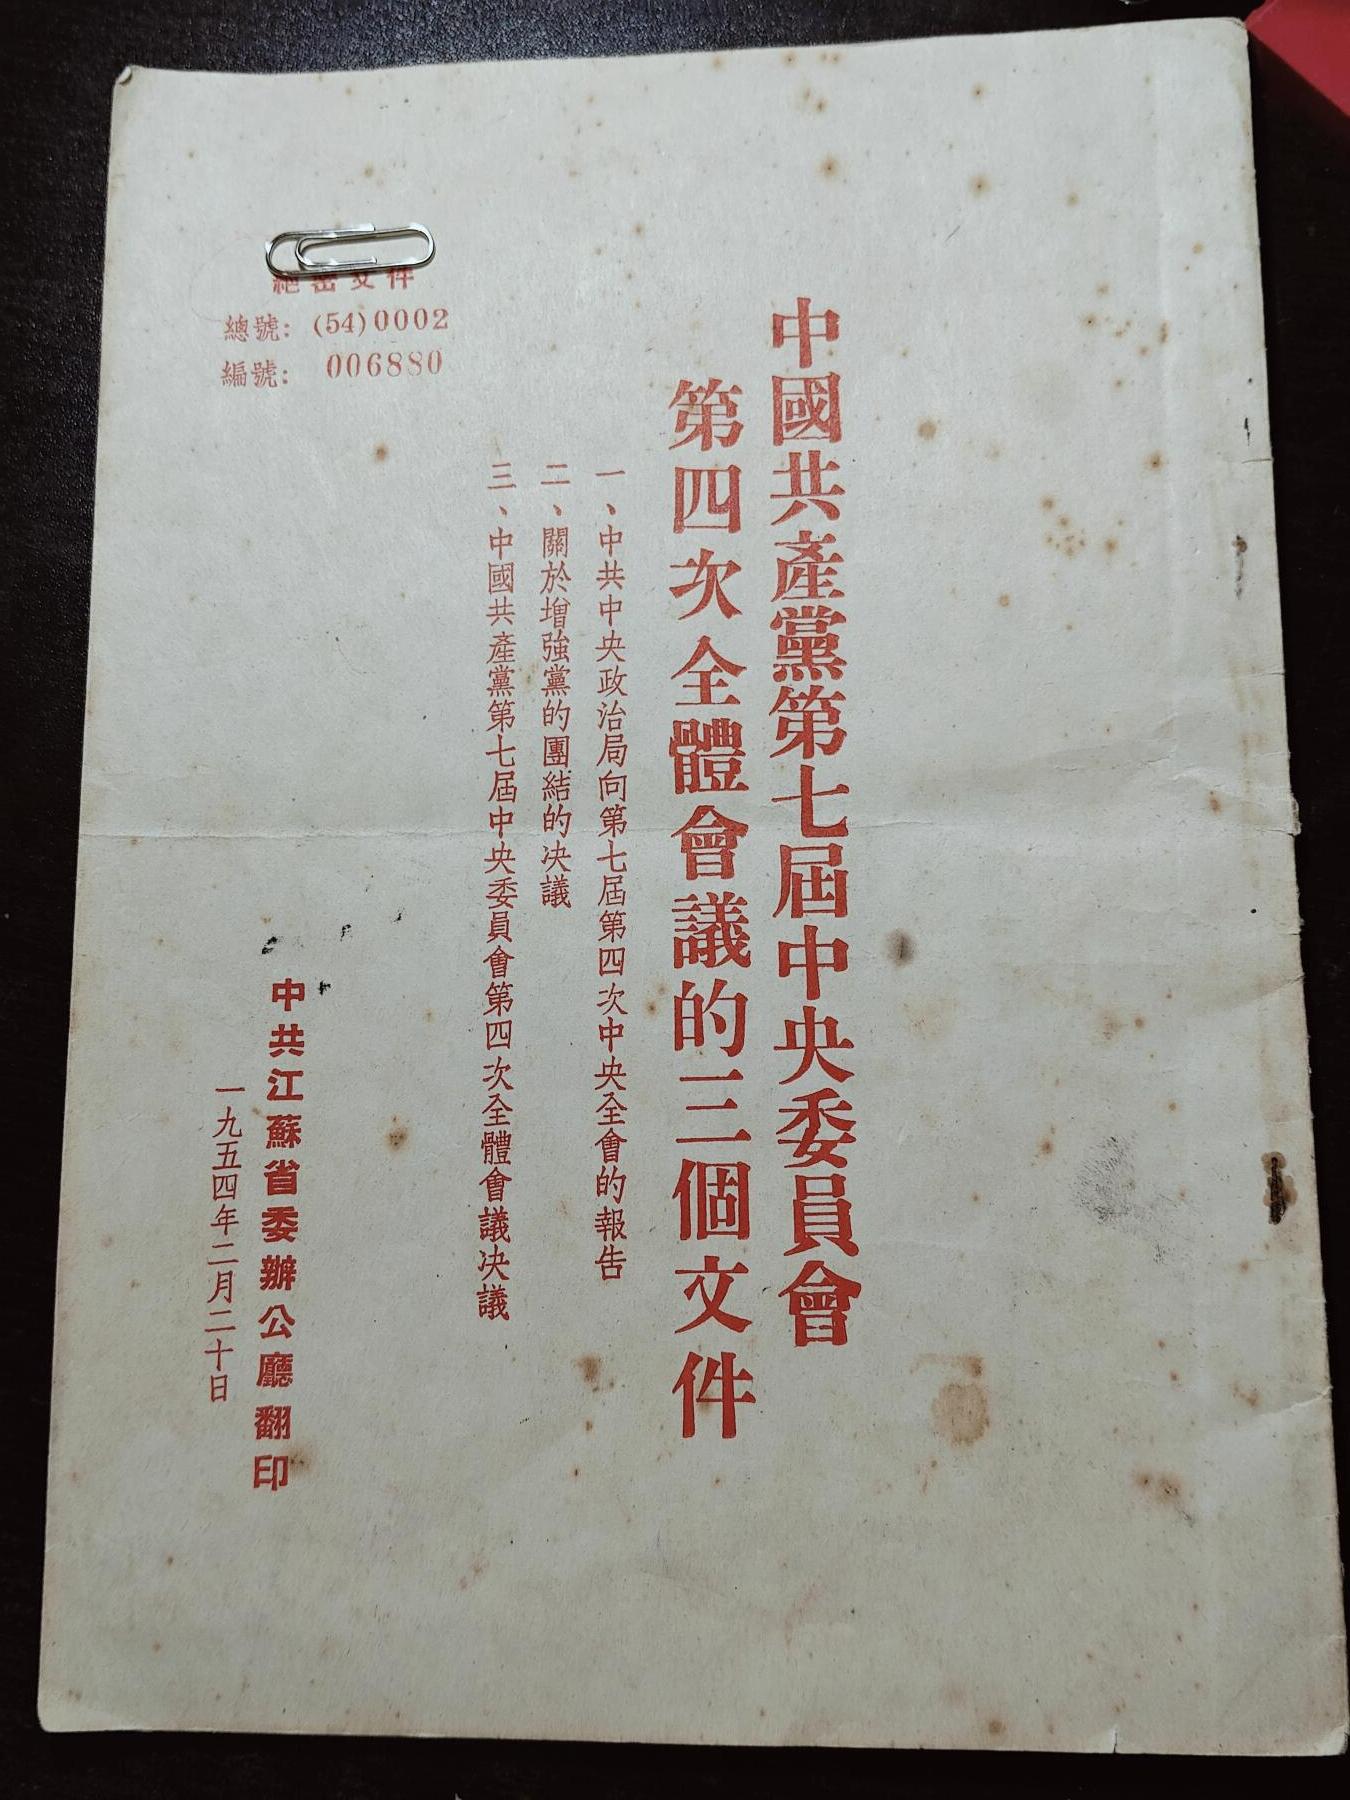 絕密文件
總號：(54)0002
編號：006880
中國共產黨第七屆中央委員會
第四次全體會議的三個文件
一、中共中央政治局向第七屆第四次中央全會的報告
二、關於增強黨的團結的決議
三、中國共產黨第七屆中央委員會第四次全體會議決議
中共江蘇省委辦公廳翻印
一九五四年二月二十日